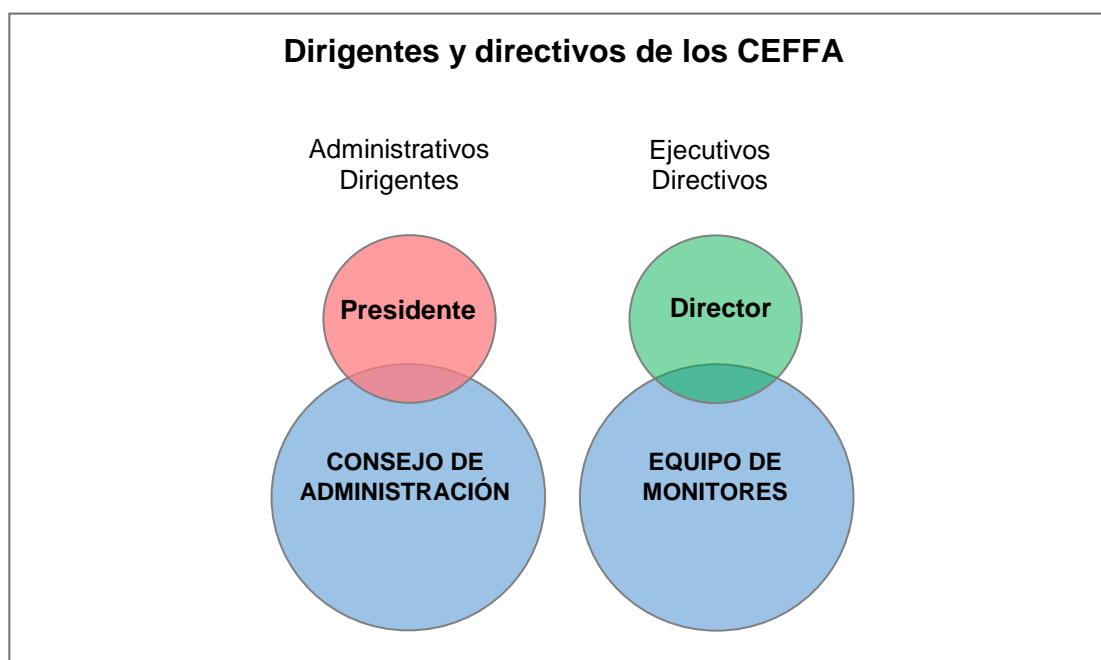 Dirigentes y directivos de los CEFFA
Administrativos
Dirigentes
Ejecutivos
Directivos
Presidente
Director
CONSEJO DE
ADMINISTRACIÓN
EQUIPO DE
MONITORES